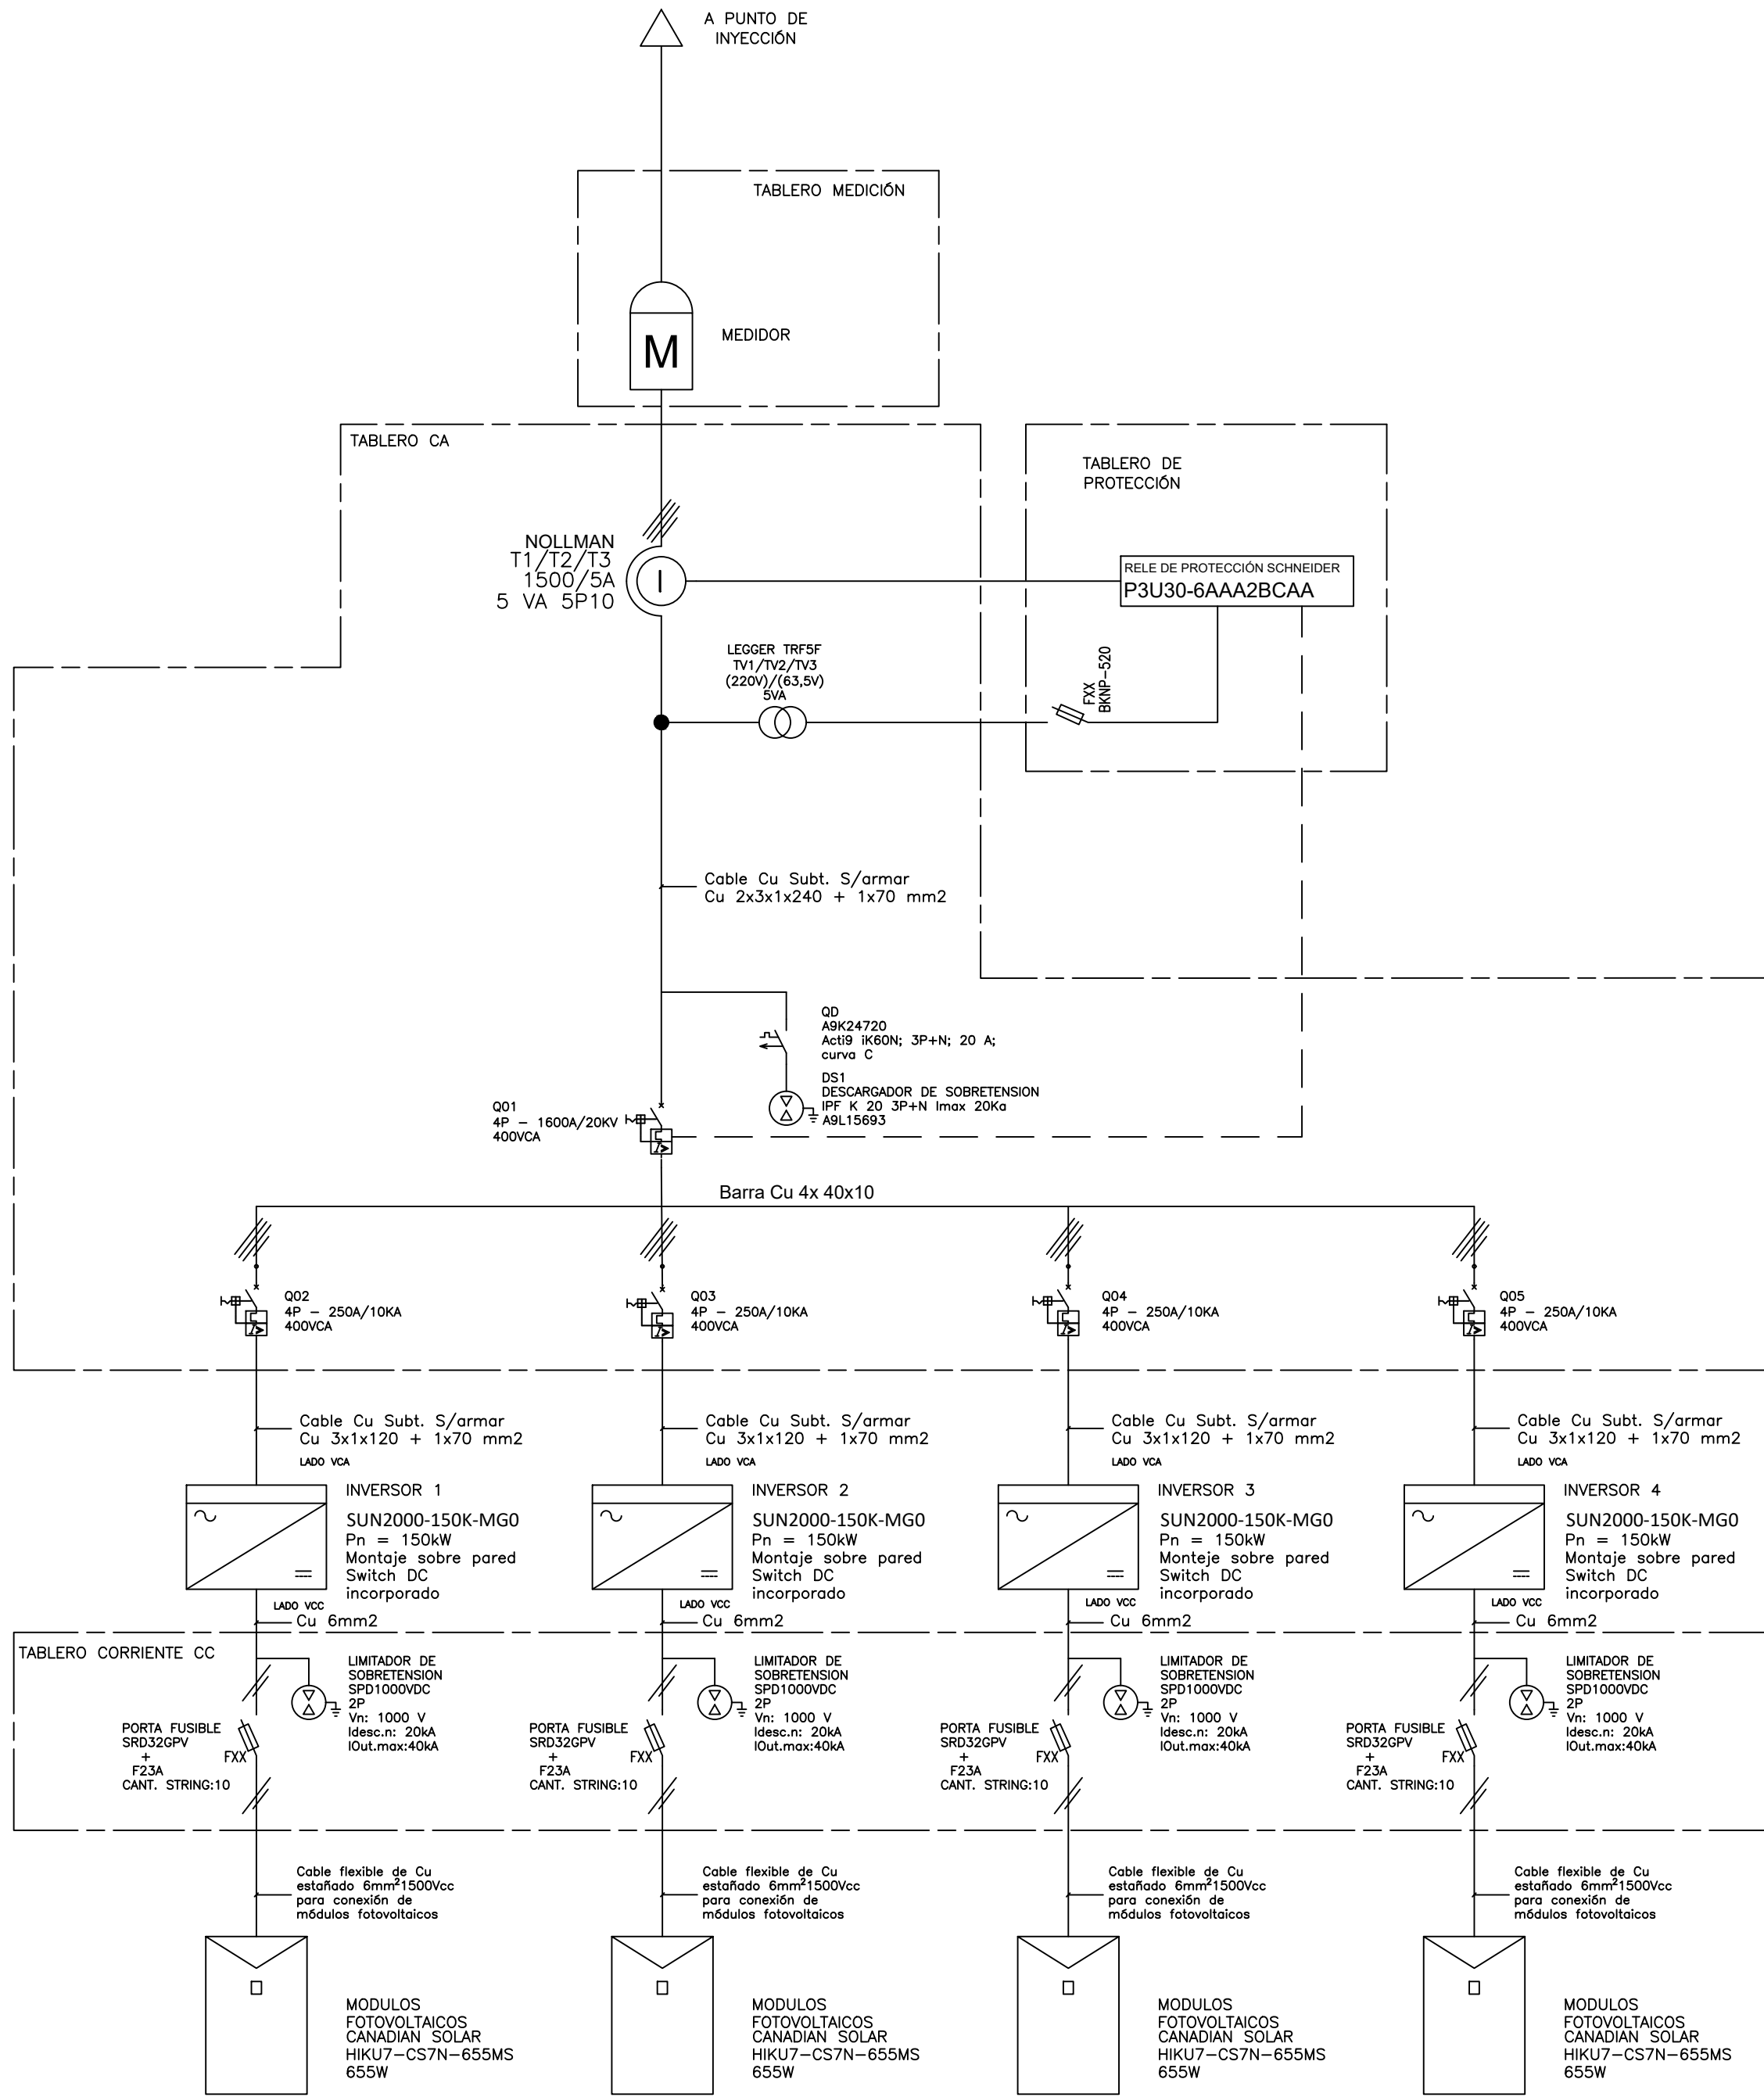 A PUNTO DE
INYECCIÓN
TABLERO MEDICIÓN
M
MEDIDOR
TABLERO CA
TABLERO DE
PROTECCIÓN
NOLLMAN
T1/T2/T3
1500/5A
5 VA 5P10
I
RELE DE PROTECCIÓN SCHNEIDER
P3U30-6AAA2BCAA
LEGGER TRF5F
TV1/TV2/TV3
(220V)/(63,5V)
5VA
FXX
BKNP-520
Cable Cu Subt. S/armar
Cu 2x3x1x240 + 1x70 mm2
QD
A9K24720
Acti9 iK60N; 3P+N; 20 A;
curva C
DS1
DESCARGADOR DE SOBRETENSION
IPF K 20 3P+N Imax 20Ka
A9L15693
Q01
4P - 1600A/20KV
400VCA
Barra Cu 4x 40x10
Q02
4P - 250A/10KA
400VCA
Q03
4P - 250A/10KA
400VCA
Q04
4P - 250A/10KA
400VCA
Q05
4P - 250A/10KA
400VCA
Cable Cu Subt. S/armar
Cu 3x1x120 + 1x70 mm2
LADO VCA
Cable Cu Subt. S/armar
Cu 3x1x120 + 1x70 mm2
LADO VCA
Cable Cu Subt. S/armar
Cu 3x1x120 + 1x70 mm2
LADO VCA
Cable Cu Subt. S/armar
Cu 3x1x120 + 1x70 mm2
LADO VCA
INVERSOR 1
SUN2000-150K-MG0
Pn = 150kW
Montaje sobre pared
Switch DC
incorporado
INVERSOR 2
SUN2000-150K-MG0
Pn = 150kW
Montaje sobre pared
Switch DC
incorporado
INVERSOR 3
SUN2000-150K-MG0
Pn = 150kW
Monteje sobre pared
Switch DC
incorporado
INVERSOR 4
SUN2000-150K-MG0
Pn = 150kW
Montaje sobre pared
Switch DC
incorporado
LADO VCC
Cu 6mm2
LADO VCC
Cu 6mm2
LADO VCC
Cu 6mm2
LADO VCC
Cu 6mm2
TABLERO CORRIENTE CC
LIMITADOR DE
SOBRETENSION
SPD1000VDC
2P
Vn: 1000 V
Idesc.n: 20kA
IOut.max:40kA
LIMITADOR DE
SOBRETENSION
SPD1000VDC
2P
Vn: 1000 V
Idesc.n: 20kA
IOut.max:40kA
LIMITADOR DE
SOBRETENSION
SPD1000VDC
2P
Vn: 1000 V
Idesc.n: 20kA
IOut.max:40kA
LIMITADOR DE
SOBRETENSION
SPD1000VDC
2P
Vn: 1000 V
Idesc.n: 20kA
IOut.max:40kA
PORTA FUSIBLE
SRD32GPV
+
F23A
CANT. STRING:10
FXX
PORTA FUSIBLE
SRD32GPV
+
F23A
CANT. STRING:10
FXX
PORTA FUSIBLE
SRD32GPV
+
F23A
CANT. STRING:10
FXX
PORTA FUSIBLE
SRD32GPV
+
F23A
CANT. STRING:10
FXX
Cable flexible de Cu
estañado 6mm²1500Vcc
para conexión de
módulos fotovoltaicos
Cable flexible de Cu
estañado 6mm²1500Vcc
para conexión de
módulos fotovoltaicos
Cable flexible de Cu
estañado 6mm²1500Vcc
para conexión de
módulos fotovoltaicos
Cable flexible de Cu
estañado 6mm²1500Vcc
para conexión de
módulos fotovoltaicos
MODULOS
FOTOVOLTAICOS
CANADIAN SOLAR
HIKU7-CS7N-655MS
655W
MODULOS
FOTOVOLTAICOS
CANADIAN SOLAR
HIKU7-CS7N-655MS
655W
MODULOS
FOTOVOLTAICOS
CANADIAN SOLAR
HIKU7-CS7N-655MS
655W
MODULOS
FOTOVOLTAICOS
CANADIAN SOLAR
HIKU7-CS7N-655MS
655W